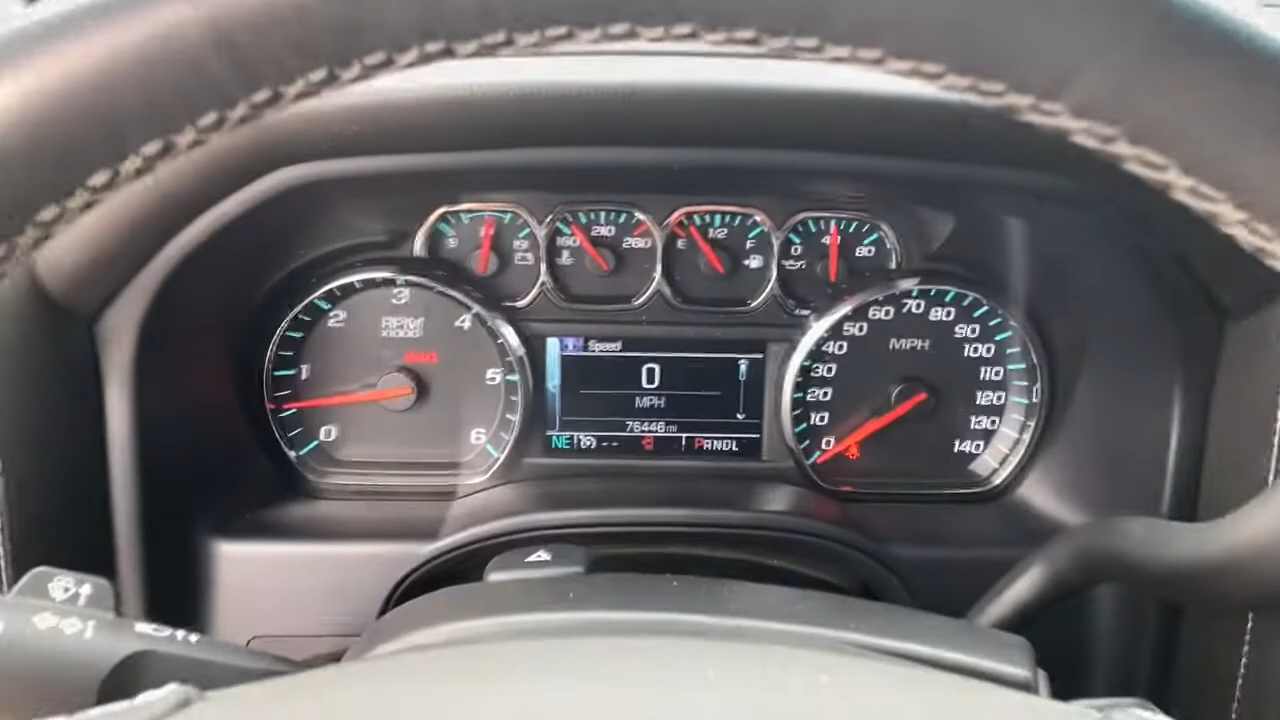 9 14 19
160 210 260
E 1/2 F
0 40 80
0 1 2 3 4 5 6
RPM
x1000
Speed
0
MPH
76446 mi
NE -- PRNDL
MPH
0 10 20 30 40 50 60 70 80 90 100 110 120 130 140